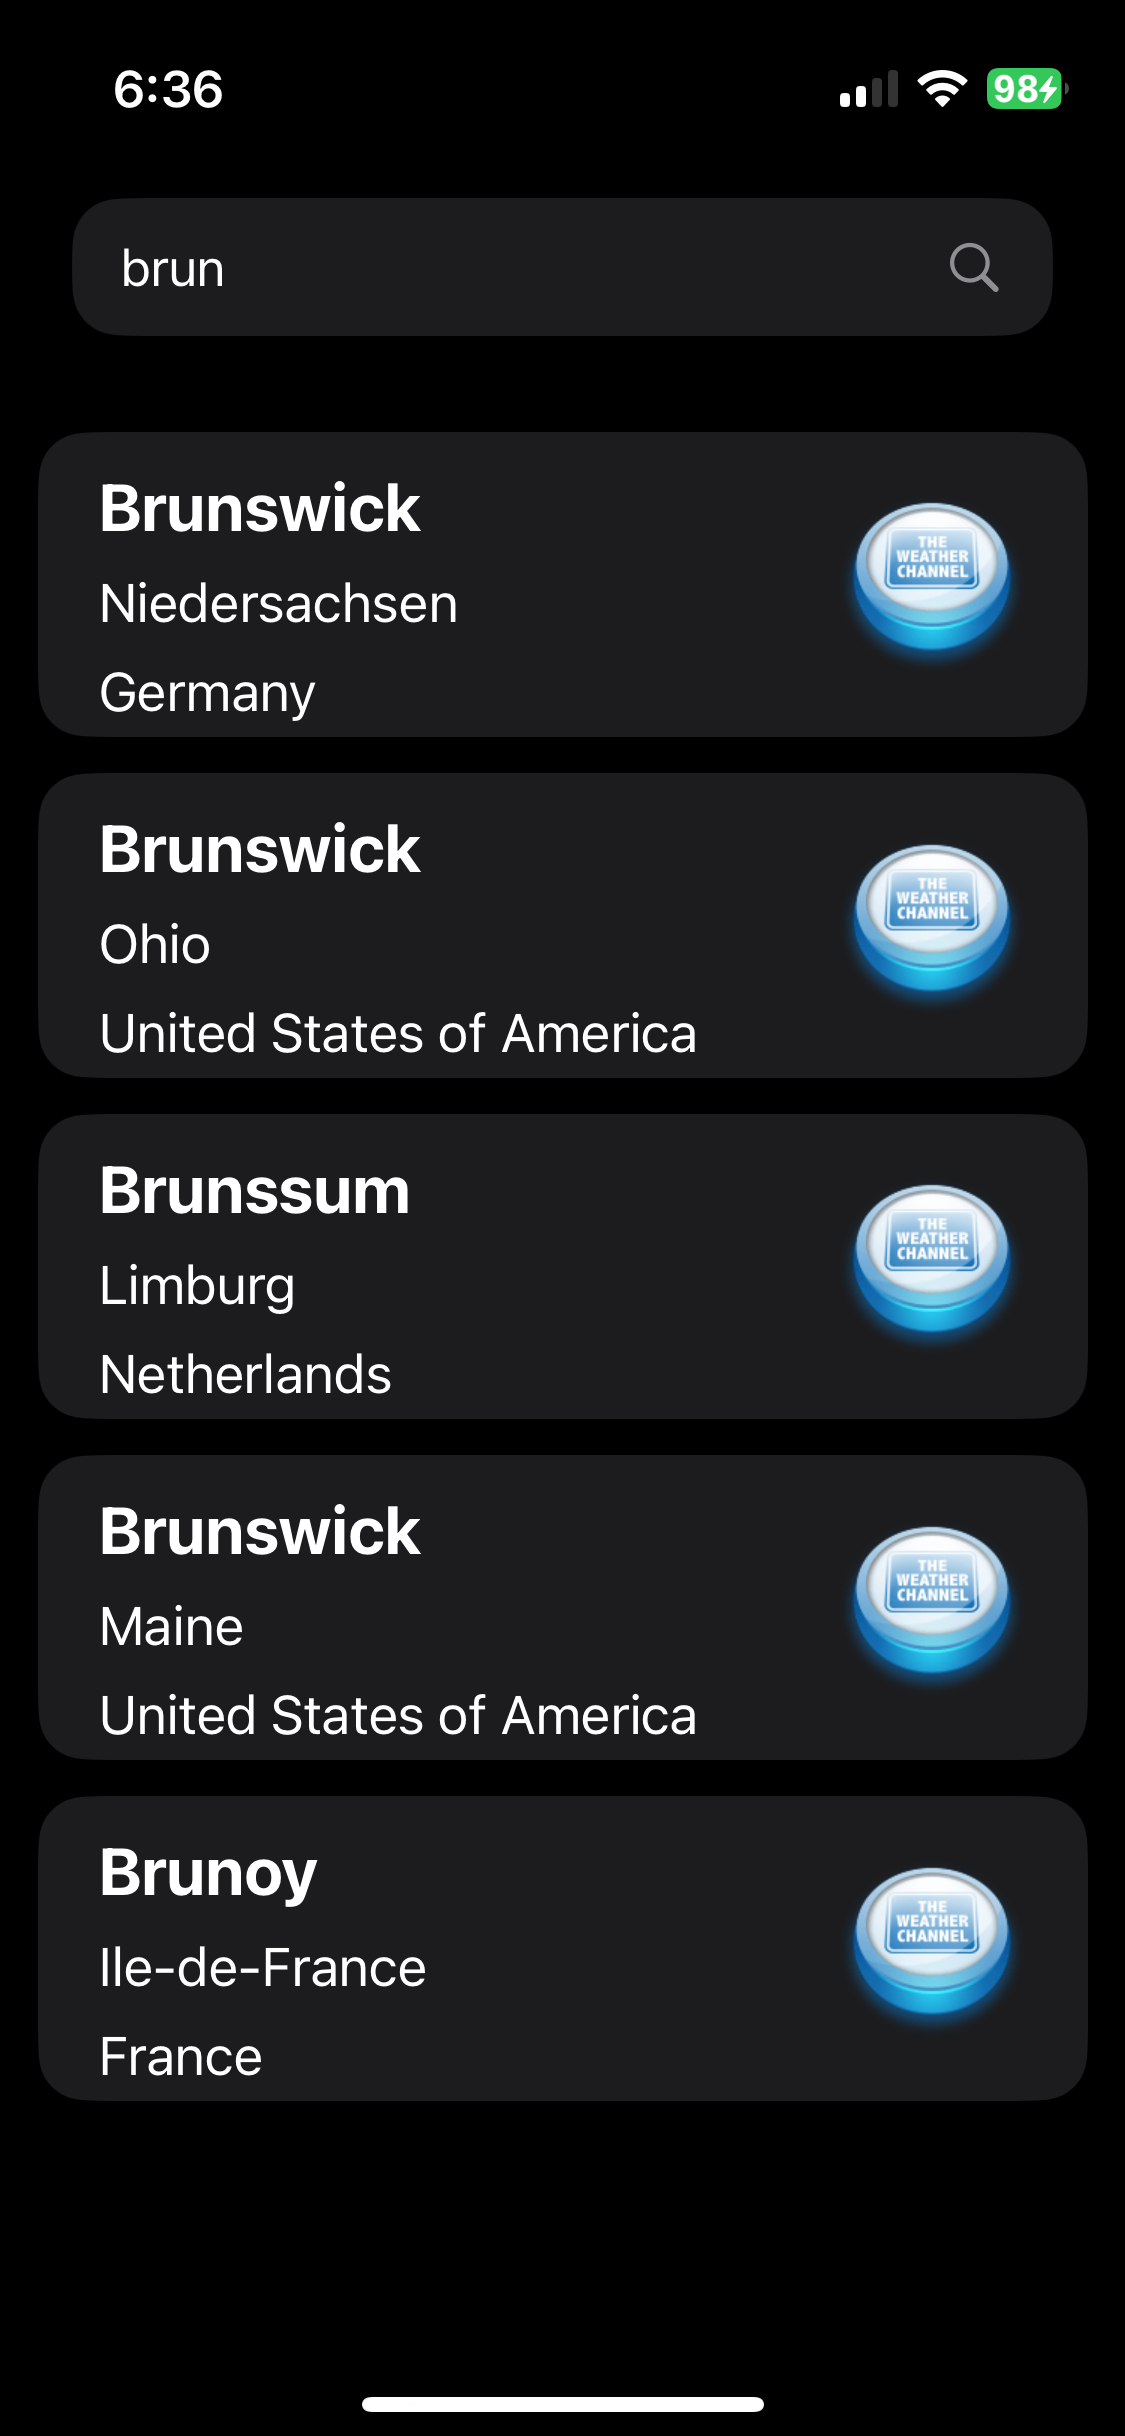 6:36
98
brun
Brunswick
Niedersachsen
Germany
THE
WEATHER
CHANNEL
Brunswick
Ohio
United States of America
THE
WEATHER
CHANNEL
Brunssum
Limburg
Netherlands
THE
WEATHER
CHANNEL
Brunswick
Maine
United States of America
THE
WEATHER
CHANNEL
Brunoy
Ile-de-France
France
THE
WEATHER
CHANNEL